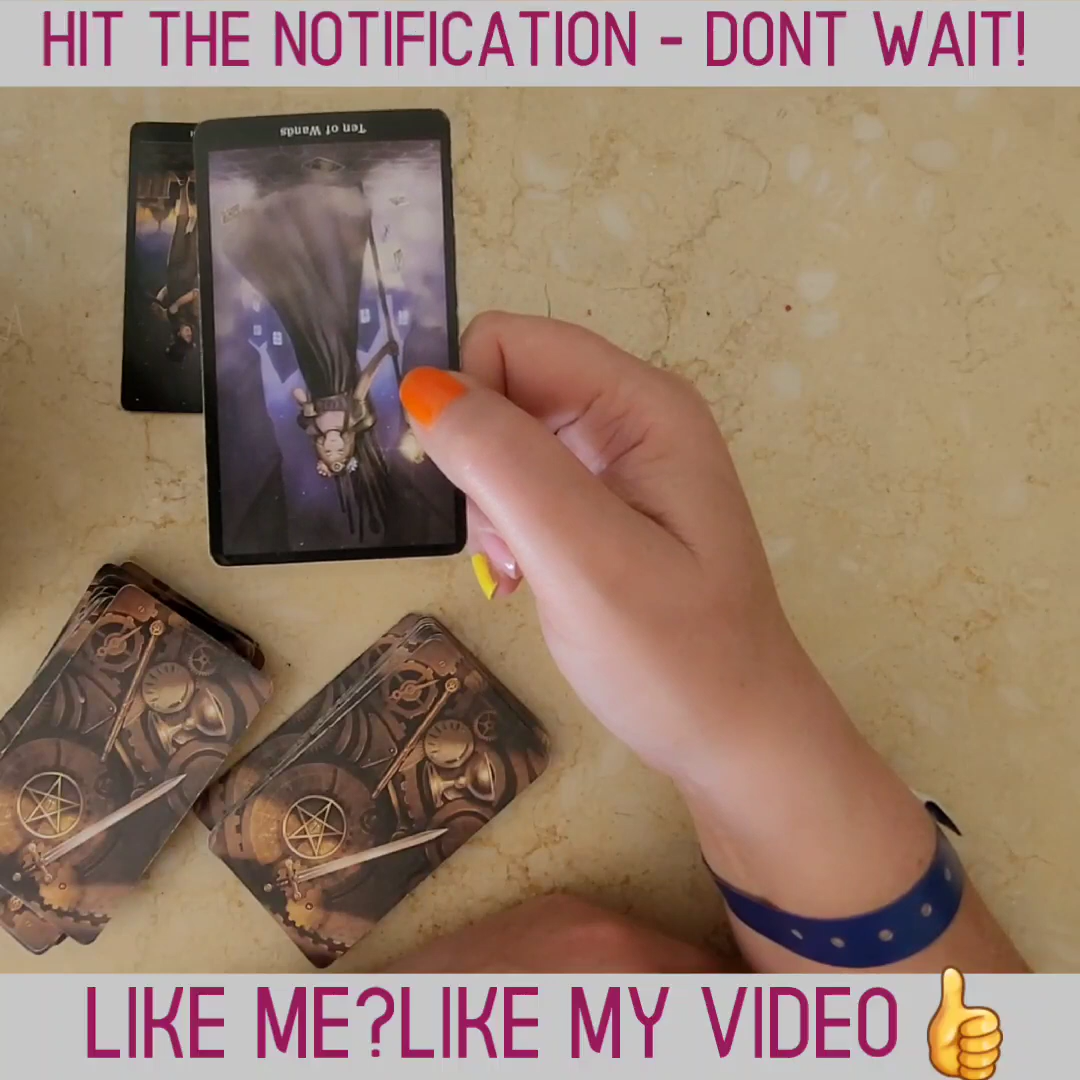 HIT THE NOTIFICATION - DONT WAIT!
Ten of Wands
LIKE ME?LIKE MY VIDEO